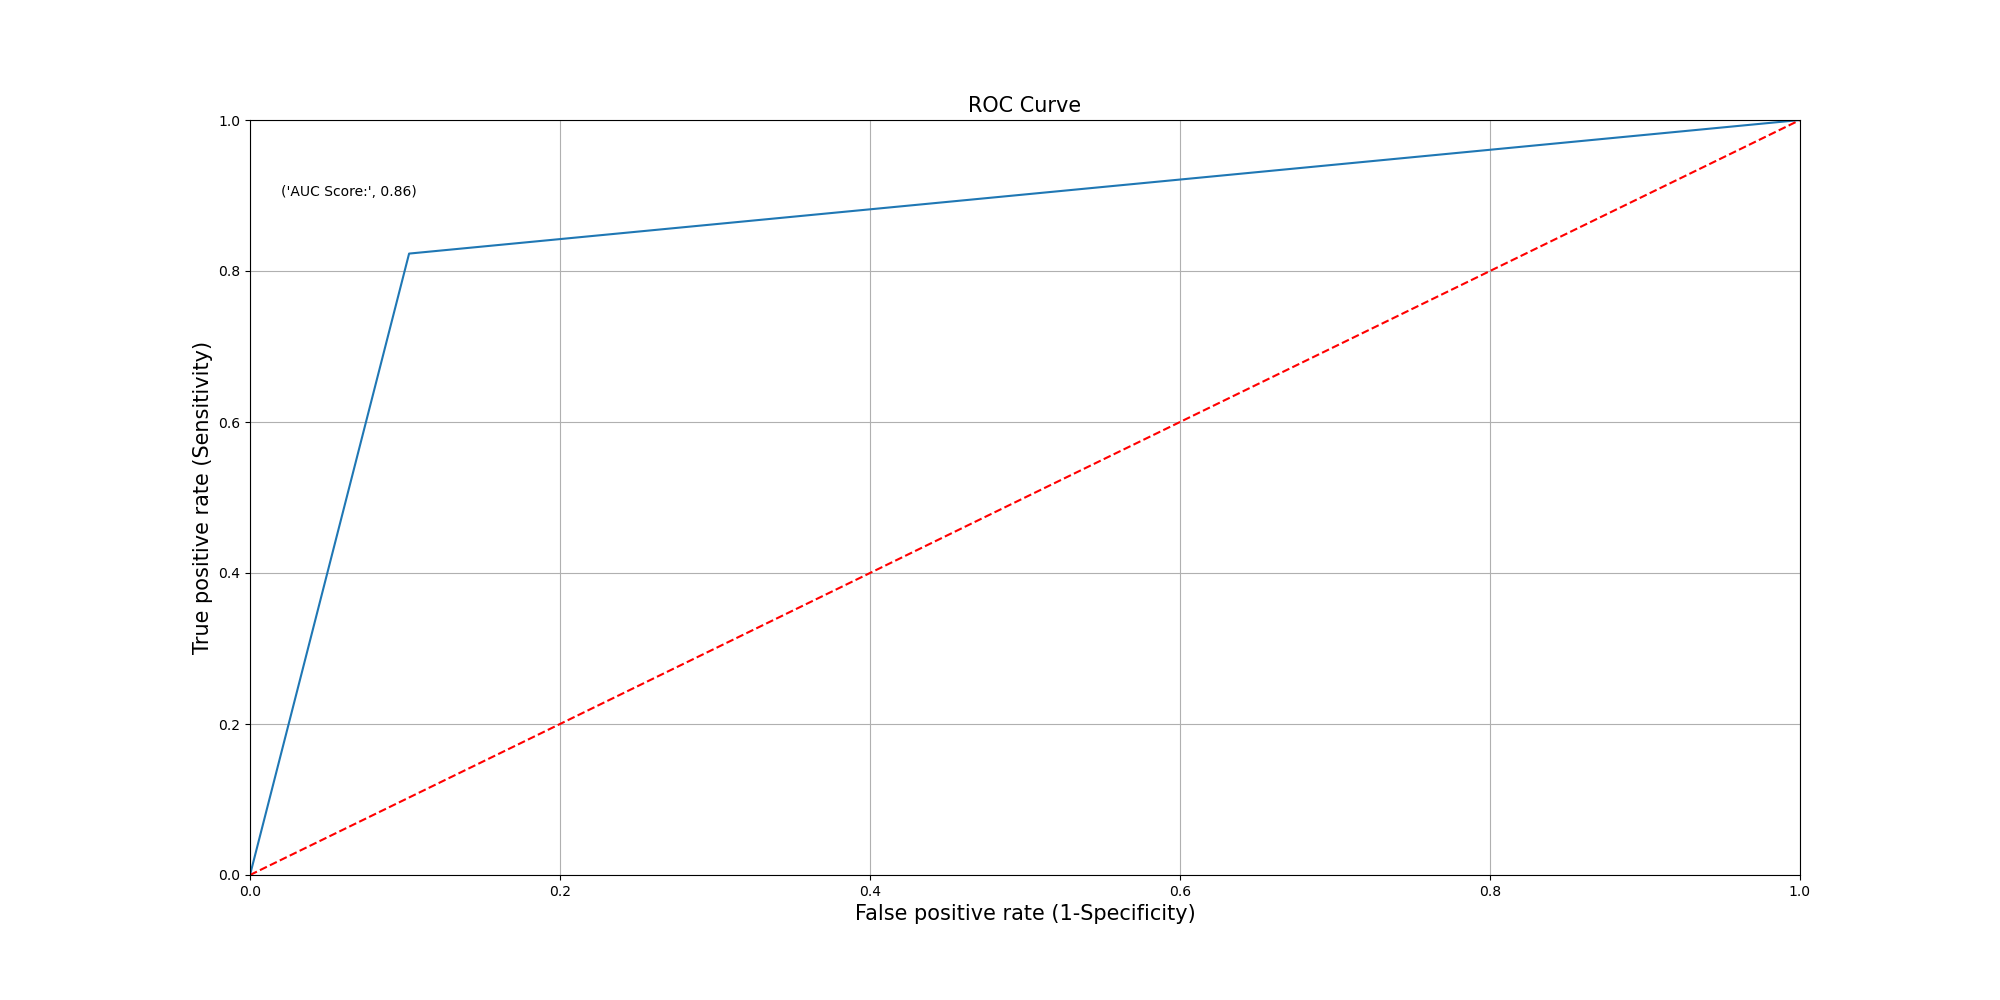 ROC Curve
('AUC Score:', 0.86)
True positive rate (Sensitivity)
1.0
0.8
0.6
0.4
0.2
0.0
0.0 0.2 0.4 0.6 0.8 1.0
False positive rate (1-Specificity)